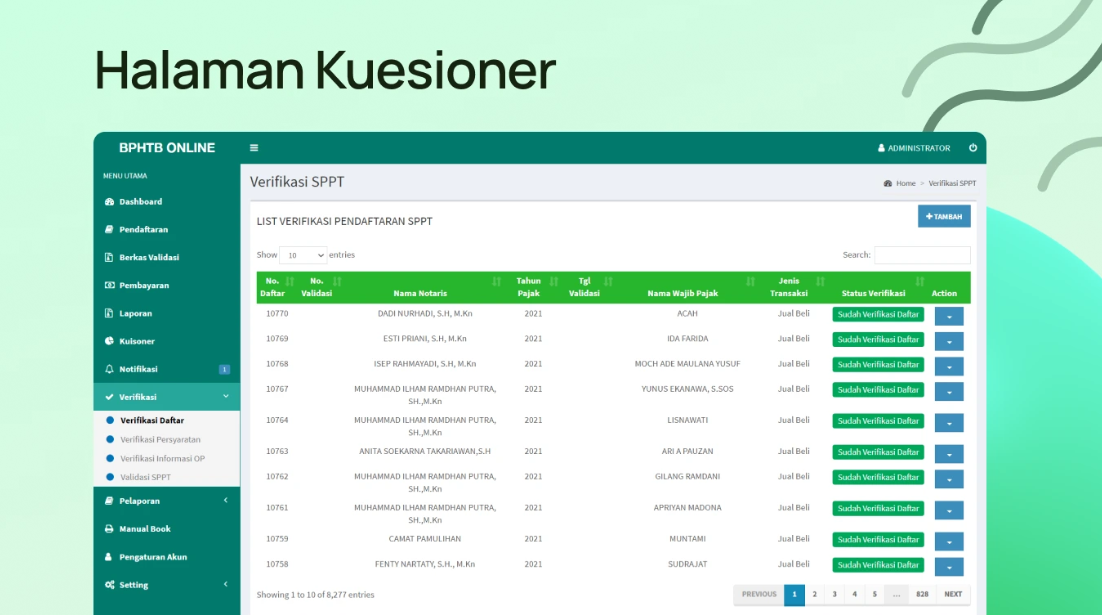 Halaman Kuesioner
BPHTB ONLINE
ADMINISTRATOR
MENU UTAMA
Dashboard
Pendaftaran
Berkas Validasi
Pembayaran
Laporan
Kuisoner
Notifikasi 1
Verifikasi
Verifikasi Daftar
Verifikasi Persyaratan
Verifikasi Informasi OP
Validasi SPPT
Pelaporan
Manual Book
Pengaturan Akun
Setting
Verifikasi SPPT
Home > Verifikasi SPPT
LIST VERIFIKASI PENDAFTARAN SPPT
+ TAMBAH
Show 10 entries
Search:
No. Daftar No. Validasi Nama Notaris Tahun Pajak Tgl Validasi Nama Wajib Pajak Jenis Transaksi Status Verifikasi Action
10770 DADI NURHADI, S.H, M.Kn 2021 ACAH Jual Beli Sudah Verifikasi Daftar
10769 ESTI PRIANI, S.H, M.Kn 2021 IDA FARIDA Jual Beli Sudah Verifikasi Daftar
10768 ISEP RAHMAYADI, S.H, M.Kn 2021 MOCH ADE MAULANA YUSUF Jual Beli Sudah Verifikasi Daftar
10767 MUHAMMAD ILHAM RAMDHAN PUTRA, 2021 YUNUS EKANAWA, S.SOS Jual Beli Sudah Verifikasi Daftar
SH.,M.Kn
10764 MUHAMMAD ILHAM RAMDHAN PUTRA, 2021 LISNAWATI Jual Beli Sudah Verifikasi Daftar
SH.,M.Kn
10763 ANITA SOEKARNA TAKARIAWAN,S.H 2021 ARI A PAUZAN Jual Beli Sudah Verifikasi Daftar
10762 MUHAMMAD ILHAM RAMDHAN PUTRA, 2021 GILANG RAMDANI Jual Beli Sudah Verifikasi Daftar
SH.,M.Kn
10761 MUHAMMAD ILHAM RAMDHAN PUTRA, 2021 APRIYAN MADONA Jual Beli Sudah Verifikasi Daftar
SH.,M.Kn
10759 CAMAT PAMULIHAN 2021 MUNTAMI Jual Beli Sudah Verifikasi Daftar
10758 FENTY NARTATY, S.H., M.Kn 2021 SUDRAJAT Jual Beli Sudah Verifikasi Daftar
Showing 1 to 10 of 8,277 entries
PREVIOUS 1 2 3 4 5 ... 828 NEXT